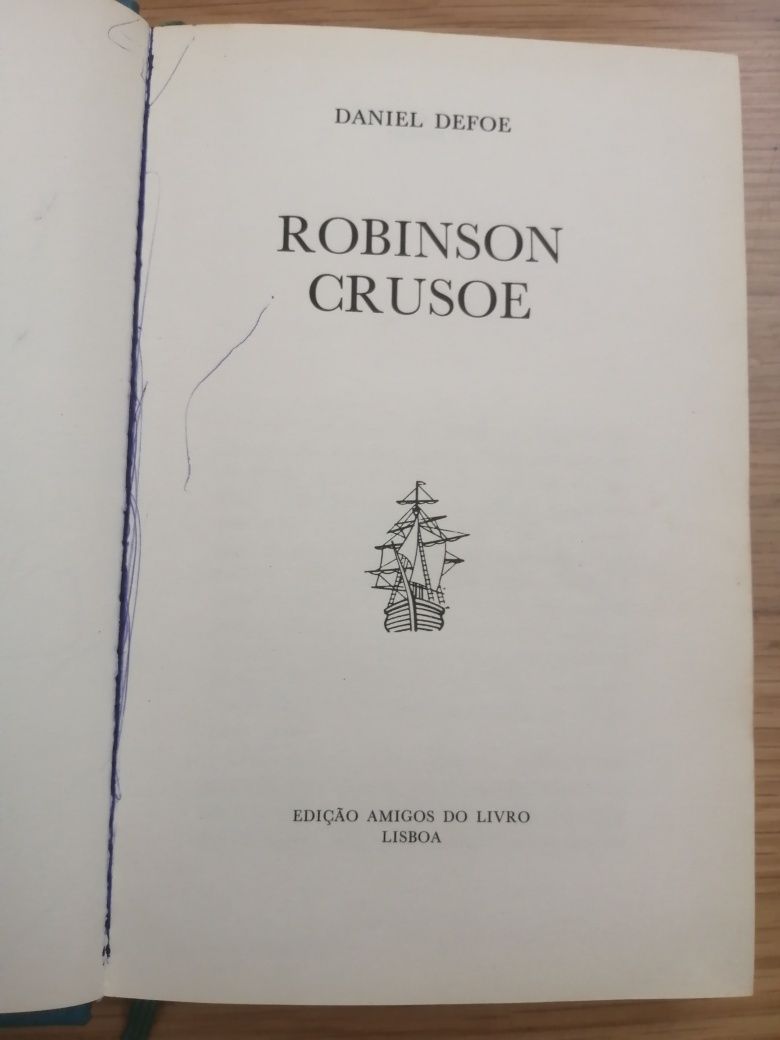 DANIEL DEFOE
ROBINSON
CRUSOE
EDIÇÃO AMIGOS DO LIVRO
LISBOA